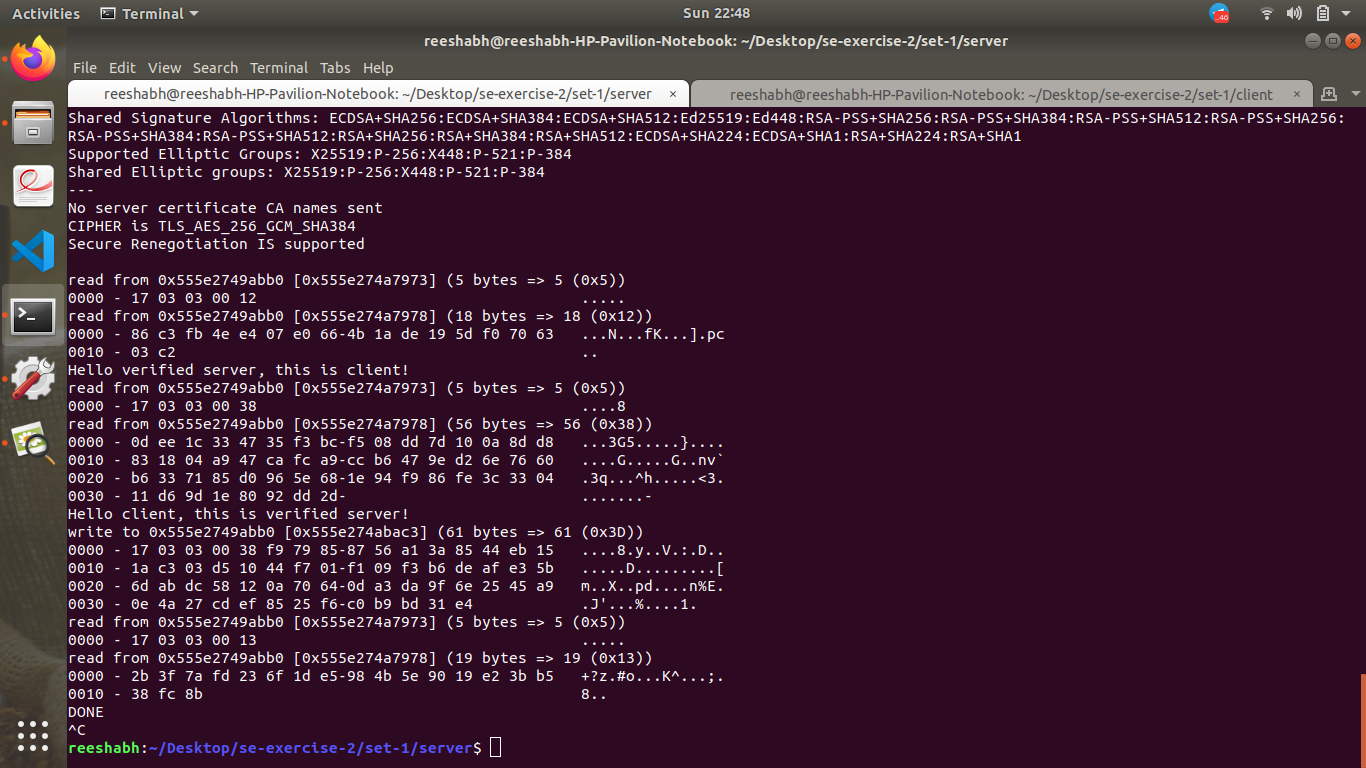 Activities Terminal Sun 22:48 46
reeshabh@reeshabh-HP-Pavilion-Notebook: ~/Desktop/se-exercise-2/set-1/server
File Edit View Search Terminal Tabs Help
reeshabh@reeshabh-HP-Pavilion-Notebook: ~/Desktop/se-exercise-2/set-1/server × reeshabh@reeshabh-HP-Pavilion-Notebook: ~/Desktop/se-exercise-2/set-1/client ×
Shared Signature Algorithms: ECDSA+SHA256:ECDSA+SHA384:ECDSA+SHA512:Ed25519:Ed448:RSA-PSS+SHA256:RSA-PSS+SHA384:RSA-PSS+SHA512:RSA-PSS+SHA256:
RSA-PSS+SHA384:RSA-PSS+SHA512:RSA+SHA256:RSA+SHA384:RSA+SHA512:ECDSA+SHA224:ECDSA+SHA1:RSA+SHA224:RSA+SHA1
Supported Elliptic Groups: X25519:P-256:X448:P-521:P-384
Shared Elliptic groups: X25519:P-256:X448:P-521:P-384
---
No server certificate CA names sent
CIPHER is TLS_AES_256_GCM_SHA384
Secure Renegotiation IS supported
read from 0x555e2749abb0 [0x555e274a7973] (5 bytes => 5 (0x5))
0000 - 17 03 03 00 12 .....
read from 0x555e2749abb0 [0x555e274a7978] (18 bytes => 18 (0x12))
0000 - 86 c3 fb 4e e4 07 e0 66-4b 1a de 19 5d f0 70 63 ...N...fK...].pc
0010 - 03 c2 ..
Hello verified server, this is client!
read from 0x555e2749abb0 [0x555e274a7973] (5 bytes => 5 (0x5))
0000 - 17 03 03 00 38 ....8
read from 0x555e2749abb0 [0x555e274a7978] (56 bytes => 56 (0x38))
0000 - 0d ee 1c 33 47 35 f3 bc-f5 08 dd 7d 10 0a 8d d8 ...3G5.....}....
0010 - 83 18 04 a9 47 ca fc a9-cc b6 47 9e d2 6e 76 60 ....G.....G..nv`
0020 - b6 33 71 85 d0 96 5e 68-1e 94 f9 86 fe 3c 33 04 .3q...^h.....<3.
0030 - 11 d6 9d 1e 80 92 dd 2d- .......-
Hello client, this is verified server!
write to 0x555e2749abb0 [0x555e274abac3] (61 bytes => 61 (0x3D))
0000 - 17 03 03 00 38 f9 79 85-87 56 a1 3a 85 44 eb 15 ....8.y..V.:.D..
0010 - 1a c3 03 d5 10 44 f7 01-f1 09 f3 b6 de af e3 5b .....D.........[
0020 - 6d ab dc 58 12 0a 70 64-0d a3 da 9f 6e 25 45 a9 m..X..pd....n%E.
0030 - 0e 4a 27 cd ef 85 25 f6-c0 b9 bd 31 e4 .J'...%....1.
read from 0x555e2749abb0 [0x555e274a7973] (5 bytes => 5 (0x5))
0000 - 17 03 03 00 13 .....
read from 0x555e2749abb0 [0x555e274a7978] (19 bytes => 19 (0x13))
0000 - 2b 3f 7a fd 23 6f 1d e5-98 4b 5e 90 19 e2 3b b5 +?z.#o...K^...;.
0010 - 38 fc 8b 8..
DONE
^C
reeshabh:~/Desktop/se-exercise-2/set-1/server$